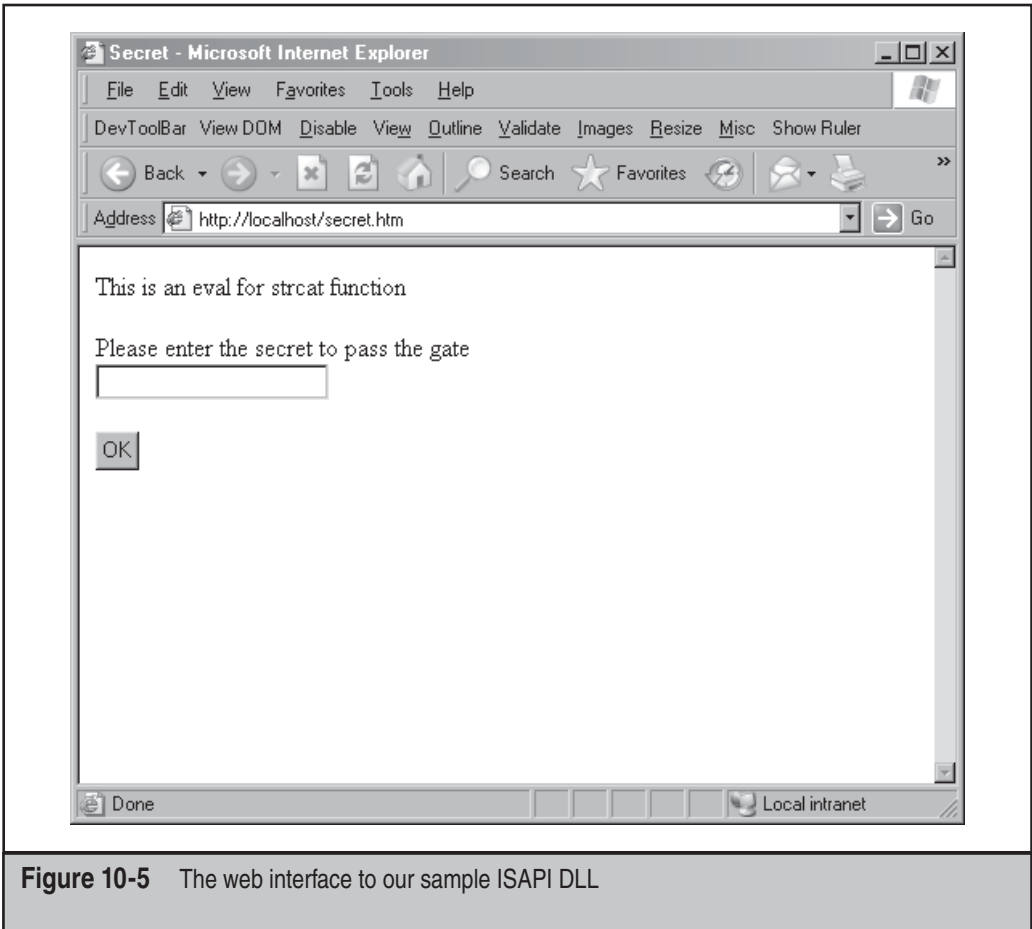 Secret - Microsoft Internet Explorer
File Edit View Favorites Tools Help
DevToolBar View DOM Disable View Outline Validate Images Resize Misc Show Ruler
Back Search Favorites »
Address http://localhost/secret.htm Go
This is an eval for strcat function
Please enter the secret to pass the gate
OK
Done Local intranet
Figure 10-5 The web interface to our sample ISAPI DLL